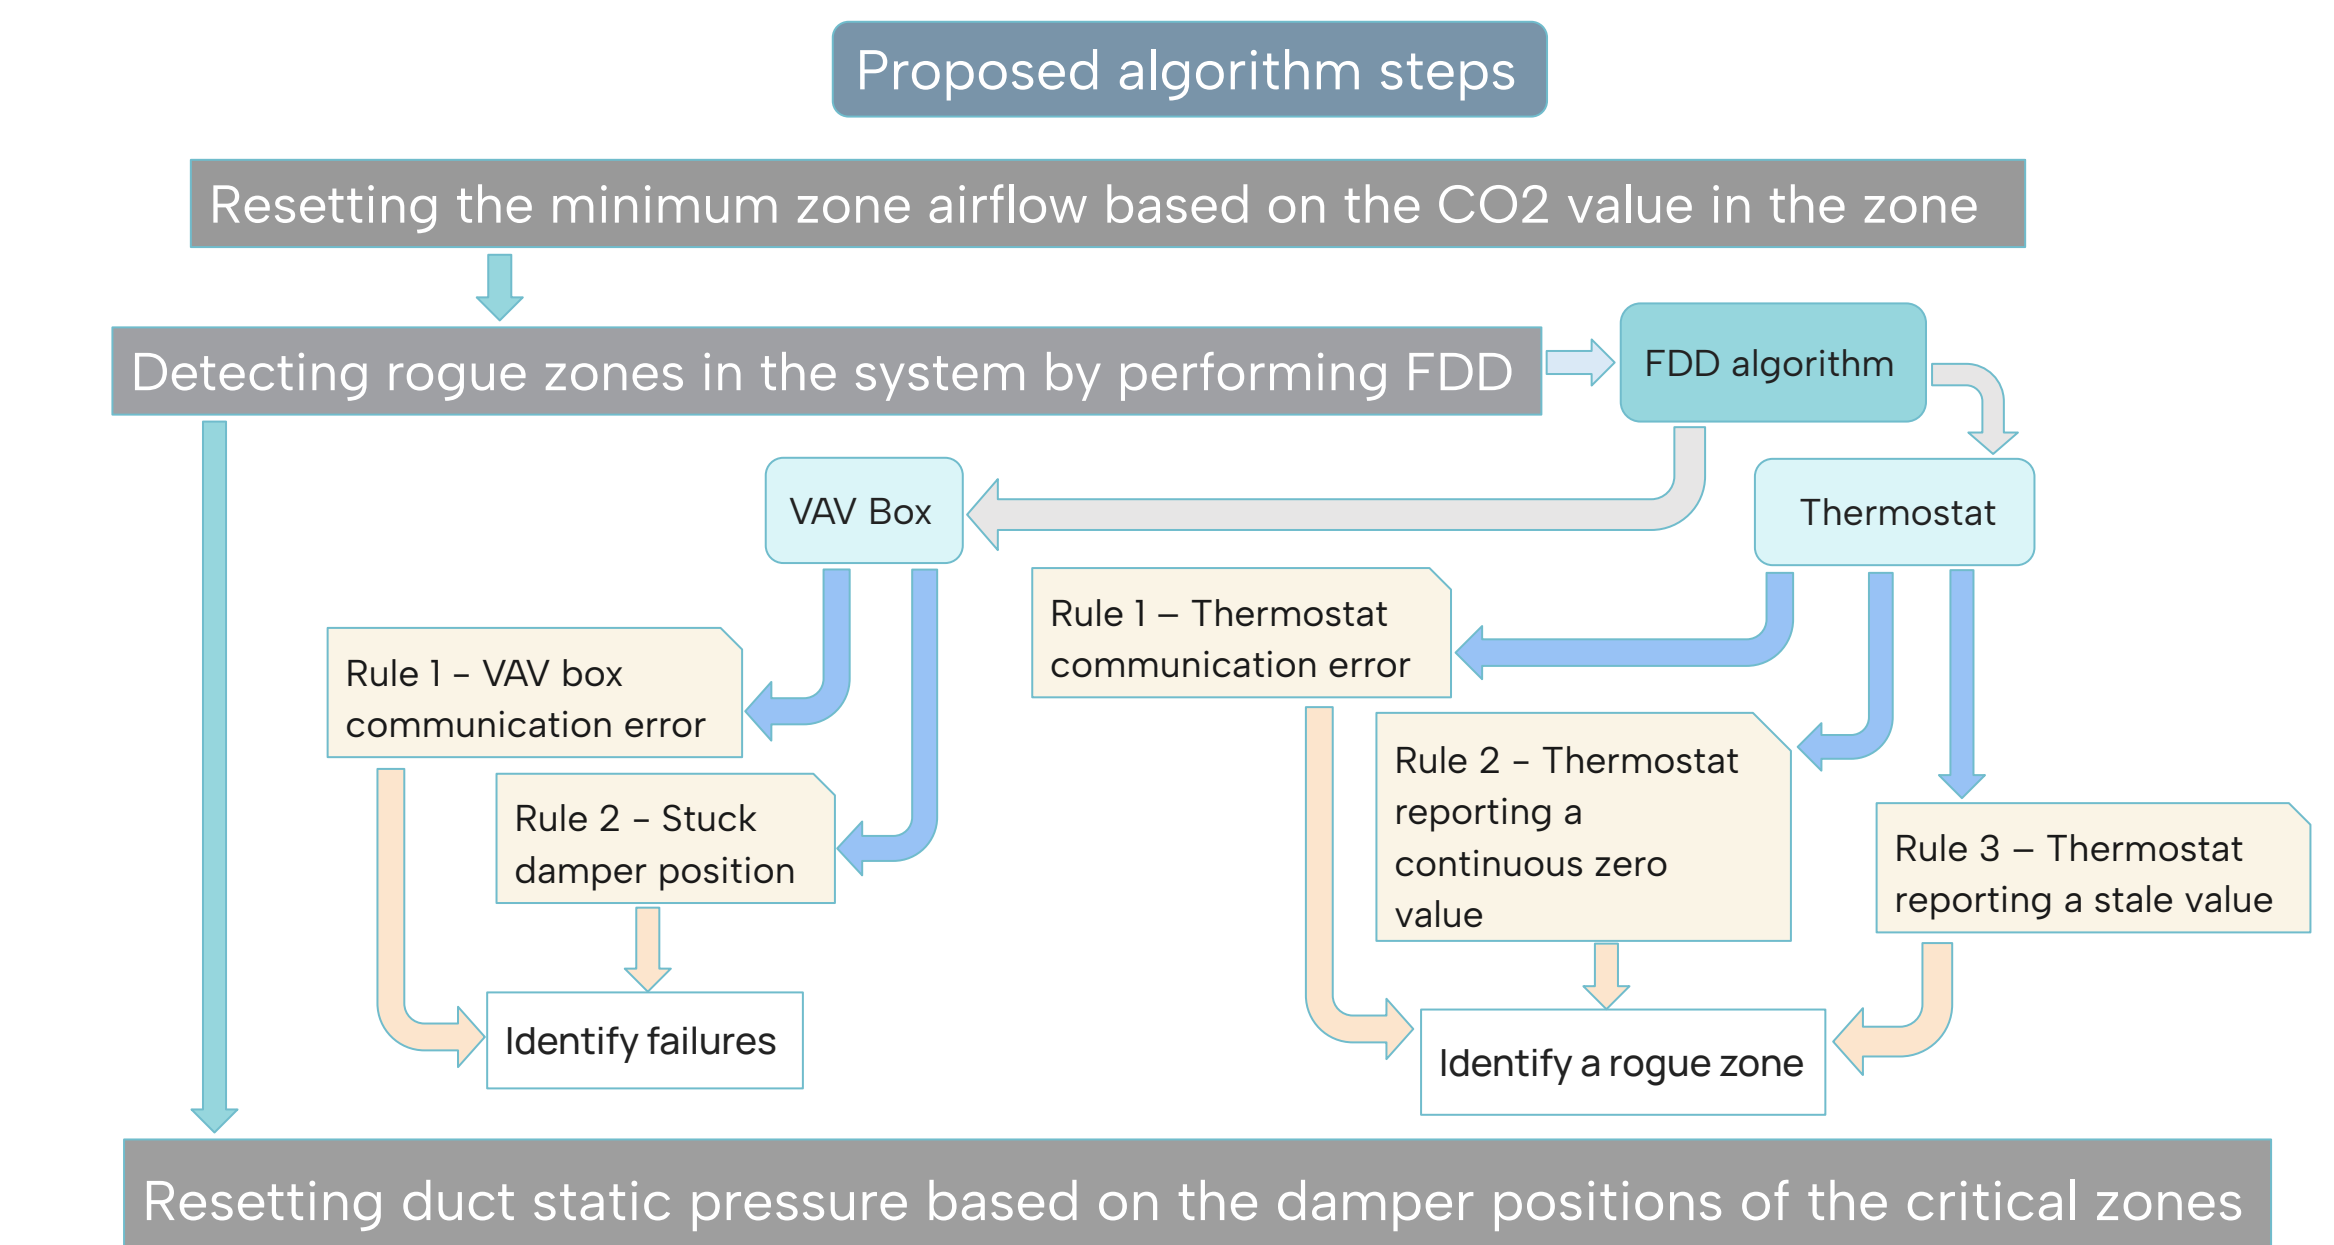 Proposed algorithm steps
Resetting the minimum zone airflow based on the CO2 value in the zone
Detecting rogue zones in the system by performing FDD
FDD algorithm
VAV Box
Thermostat
Rule 1 – Thermostat
communication error
Rule 1 - VAV box
communication error
Rule 2 - Thermostat
reporting a
continuous zero
value
Rule 2 – Stuck
damper position
Rule 3 – Thermostat
reporting a stale value
Identify failures
Identify a rogue zone
Resetting duct static pressure based on the damper positions of the critical zones